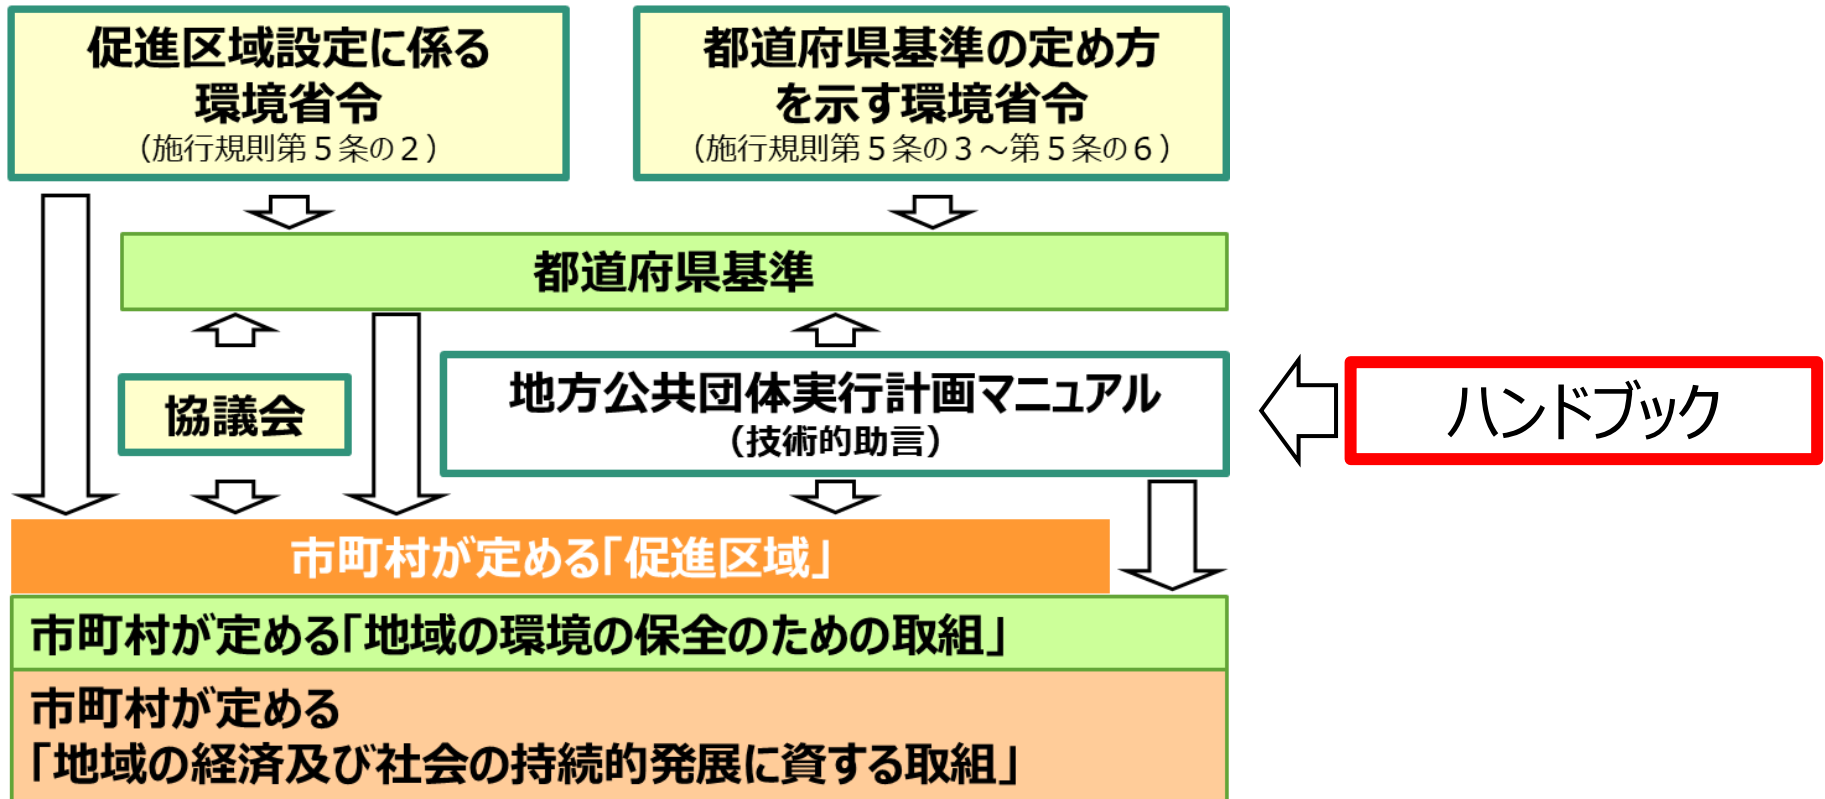 促進区域設定に係る
環境省令
（施行規則第５条の２）
都道府県基準の定め方
を示す環境省令
（施行規則第５条の３～第５条の６）
都道府県基準
協議会
地方公共団体実行計画マニュアル
（技術的助言）
ハンドブック
市町村が定める「促進区域」
市町村が定める「地域の環境の保全のための取組」
市町村が定める
「地域の経済及び社会の持続的発展に資する取組」